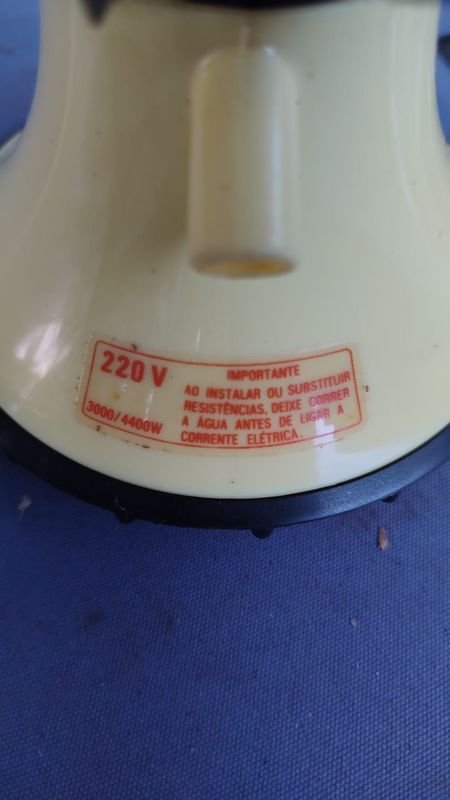 220 V
3000/4400W
IMPORTANTE
AO INSTALAR OU SUBSTITUIR
RESISTÊNCIAS, DEIXE CORRER
A ÁGUA ANTES DE LIGAR A
CORRENTE ELÉTRICA.